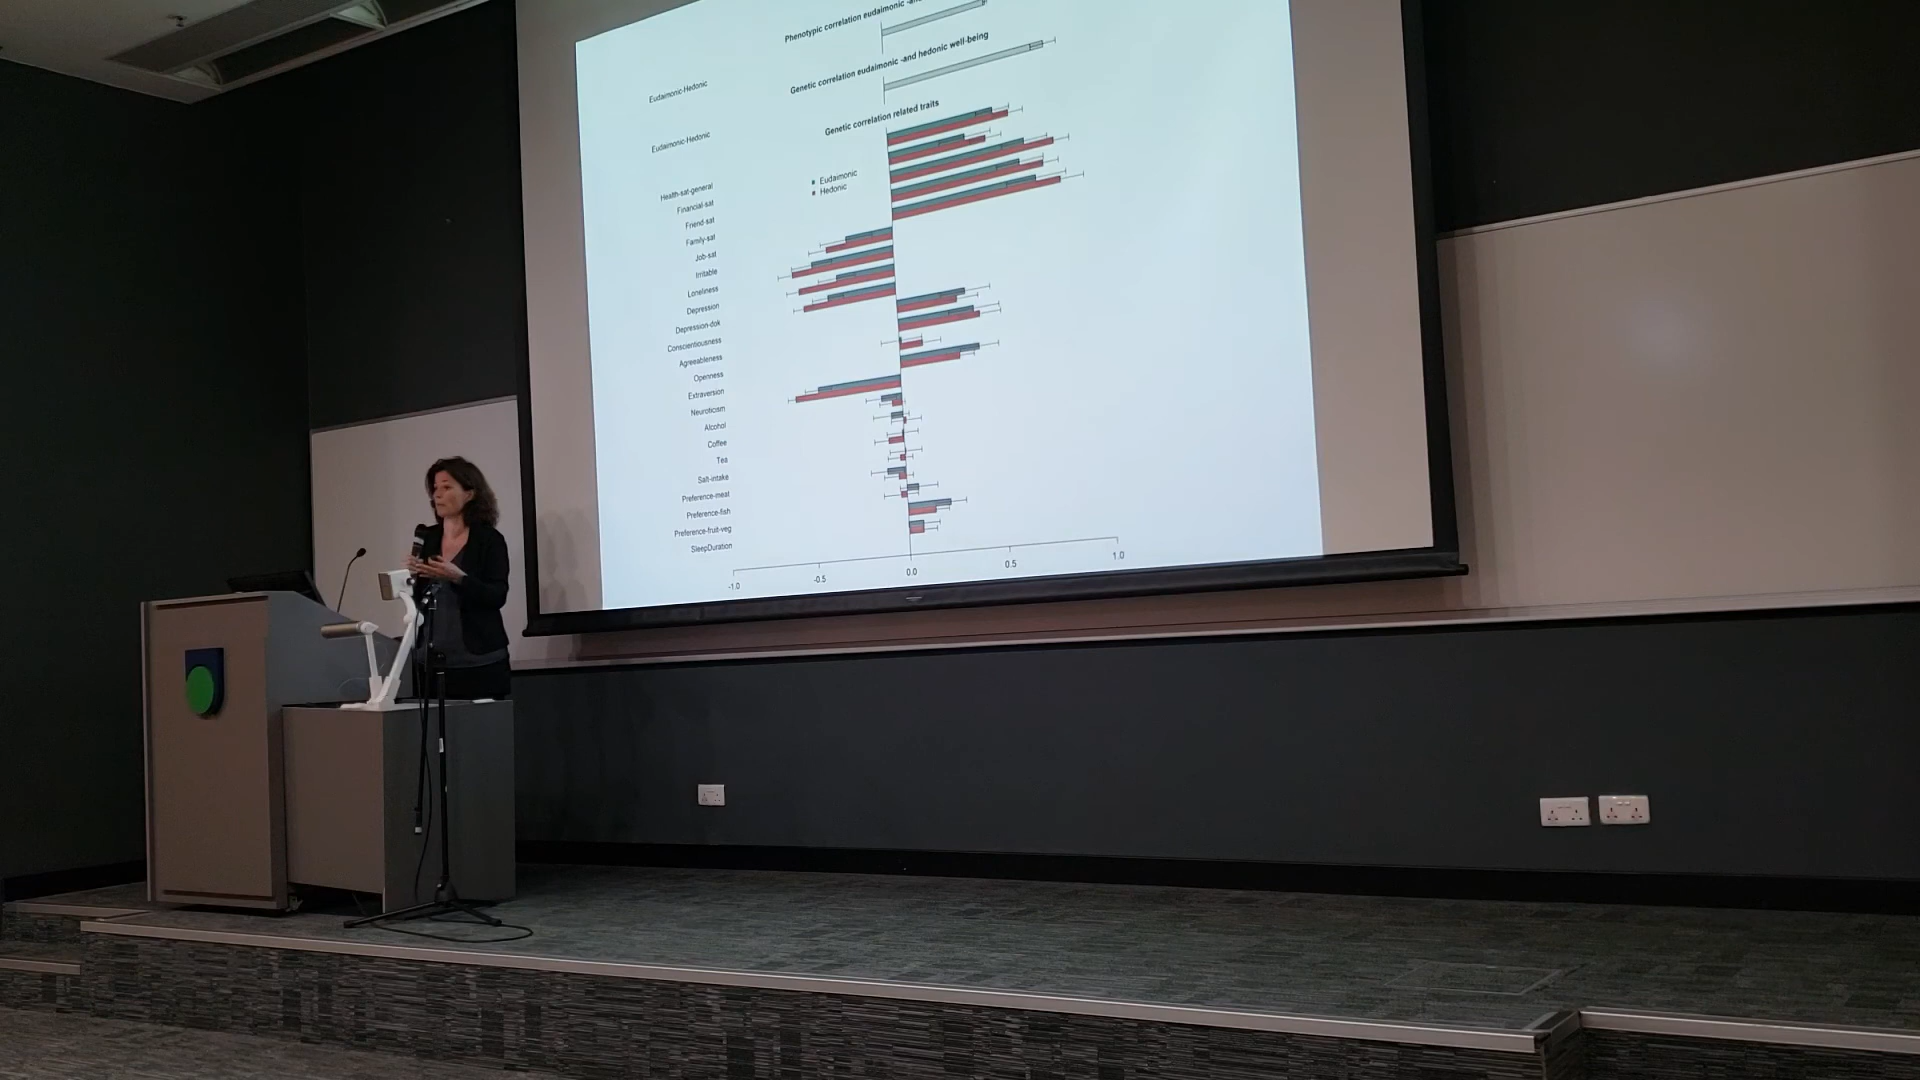 Phenotypic correlation eudaimonic -and
Eudaimonic-Hedonic
Genetic correlation eudaimonic -and hedonic well-being
Eudaimonic-Hedonic
Genetic correlation related traits
Eudaimonic
Hedonic
Health-sat-general
Financial-sat
Friend-sat
Family-sat
Job-sat
Irritable
Loneliness
Depression
Depression-dok
Conscientiousness
Agreeableness
Openness
Extraversion
Neuroticism
Alcohol
Coffee
Tea
Salt-intake
Preference-meat
Preference-fish
Preference-fruit-veg
SleepDuration
-1.0 -0.5 0.0 0.5 1.0